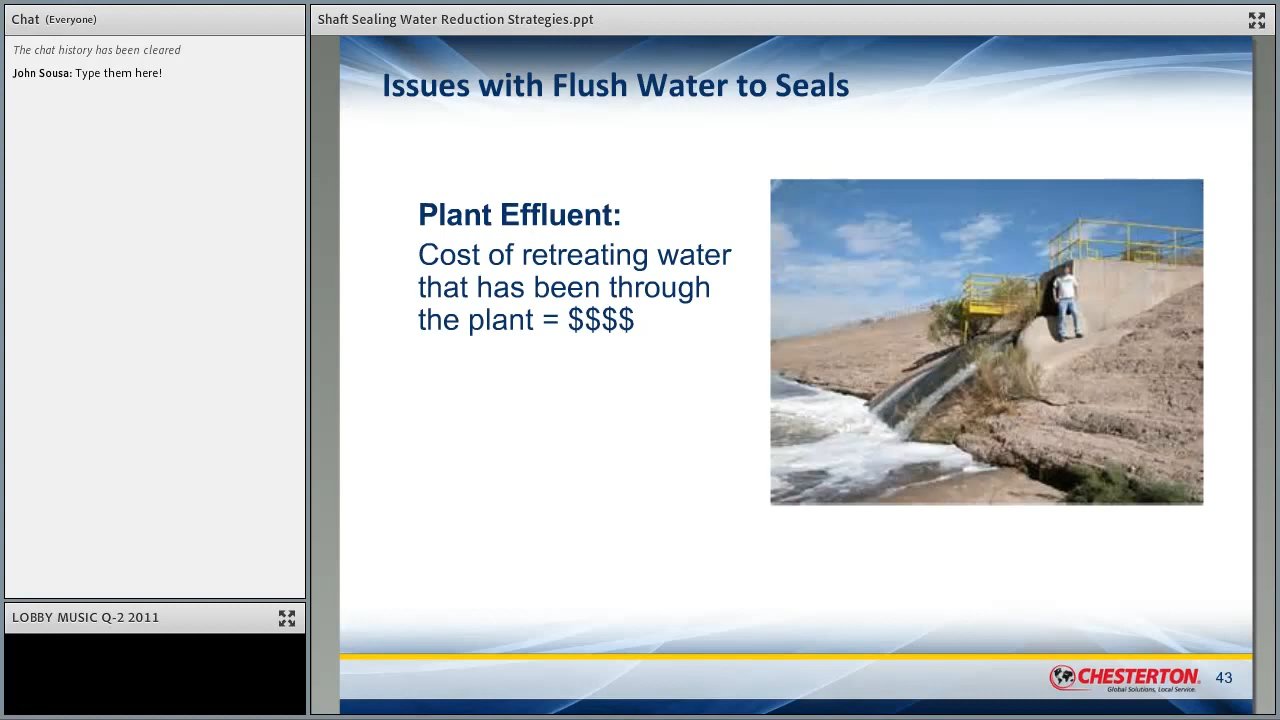 Chat (Everyone)
The chat history has been cleared
John Sousa: Type them here!
LOBBY MUSIC Q-2 2011
Shaft Sealing Water Reduction Strategies.ppt
Issues with Flush Water to Seals
Plant Effluent:
Cost of retreating water
that has been through
the plant = $$$$
CHESTERTON
Global Solutions, Local Service.
43